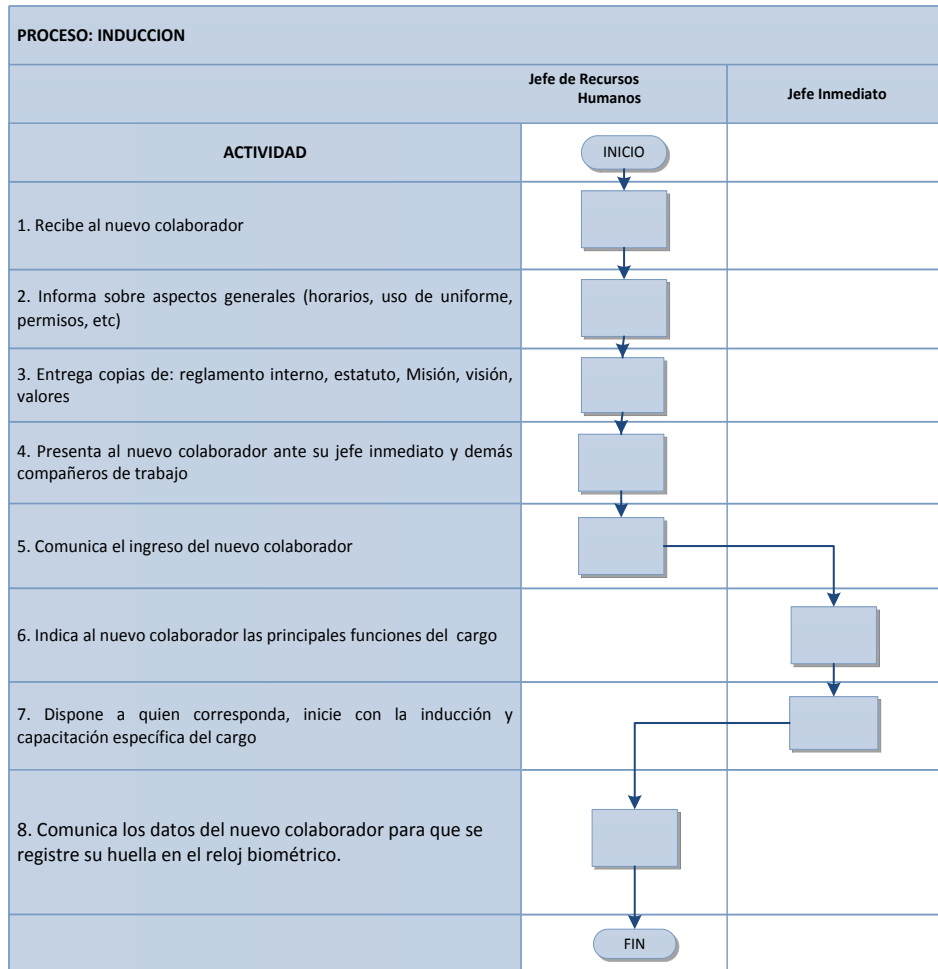 PROCESO: INDUCCION
Jefe de Recursos
Humanos
Jefe Inmediato
ACTIVIDAD
INICIO
1. Recibe al nuevo colaborador
2. Informa sobre aspectos generales (horarios, uso de uniforme,
permisos, etc)
3. Entrega copias de: reglamento interno, estatuto, Misión, visión,
valores
4. Presenta al nuevo colaborador ante su jefe inmediato y demás
compañeros de trabajo
5. Comunica el ingreso del nuevo colaborador
6. Indica al nuevo colaborador las principales funciones del cargo
7. Dispone a quien corresponda, inicie con la inducción y
capacitación específica del cargo
8. Comunica los datos del nuevo colaborador para que se
registre su huella en el reloj biométrico.
FIN